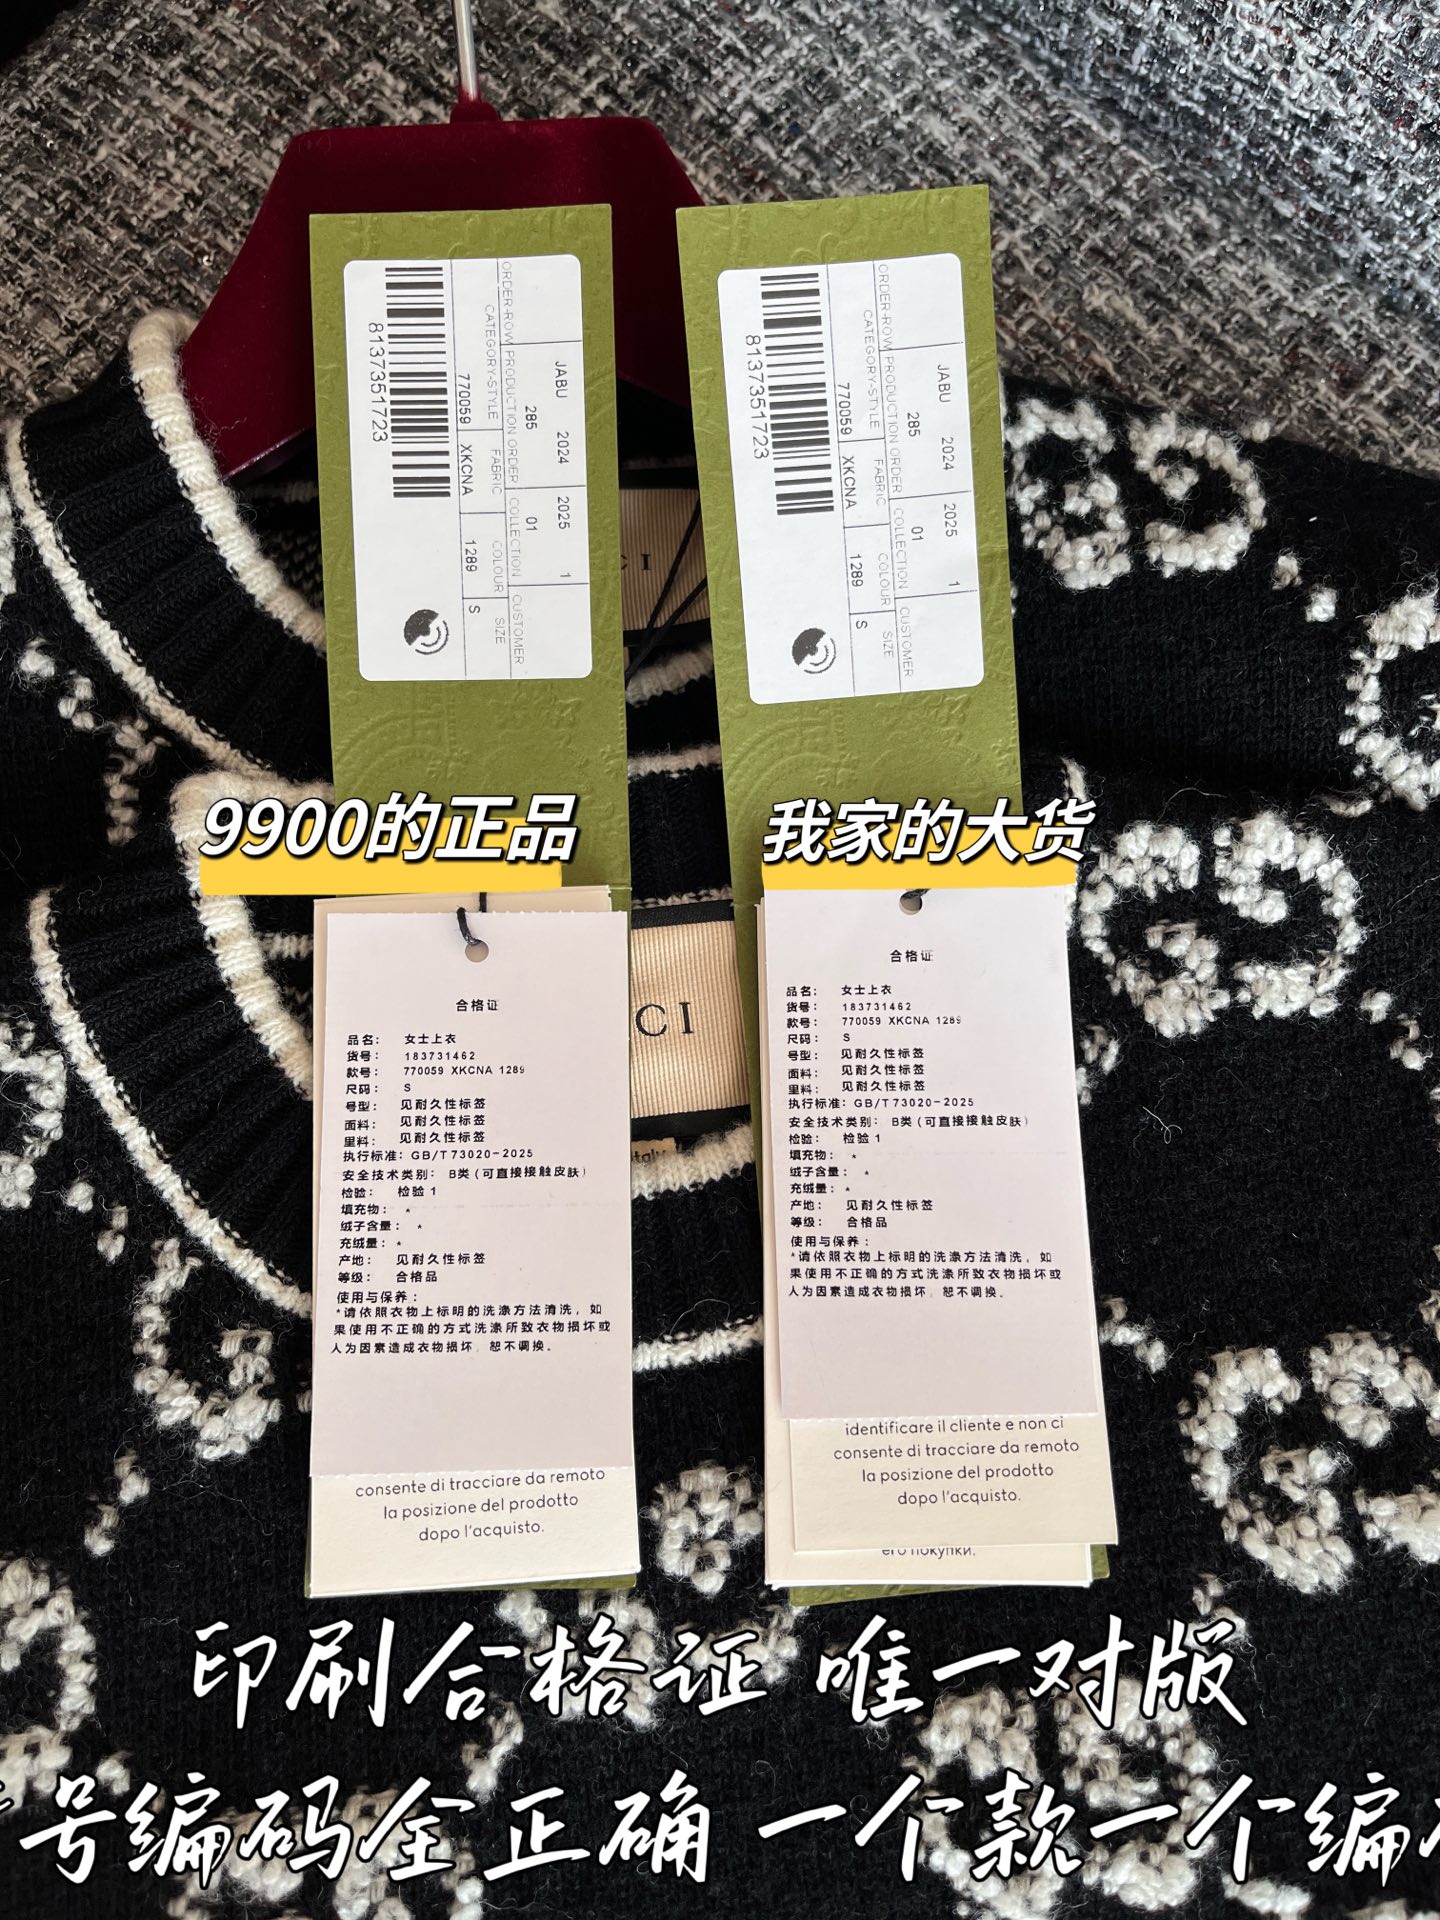 ORDER-ROW PRODUCTION ORDER COLLECTION CUSTOMER
JABU 2024 2025 1
285 01
CATEGORY-STYLE FABRIC COLOUR SIZE
770059 XKCNA 1289 S
8137351723
ORDER-ROW PRODUCTION ORDER COLLECTION CUSTOMER
JABU 2024 2025 1
285 01
CATEGORY-STYLE FABRIC COLOUR SIZE
770059 XKCNA 1289 S
8137351723
CI
9900的正品
我家的大货
CI
合格证
品名: 女士上衣
货号: 183731462
款号: 770059 XKCNA 1289
尺码: S
号型: 见耐久性标签
面料: 见耐久性标签
里料: 见耐久性标签
执行标准: GB/T 73020-2025
安全技术类别: B类(可直接接触皮肤)
检验: 检验1
填充物: *
绒子含量: *
充绒量: *
产地: 见耐久性标签
等级: 合格品
使用与保养:
*请依照衣物上标明的洗涤方法清洗, 如
果使用不正确的方式洗涤所致衣物损坏或
人为因素造成衣物损坏, 恕不调换。
consente di tracciare da remoto
la posizione del prodotto
dopo l'acquisto.
合格证
品名: 女士上衣
货号: 183731462
款号: 770059 XKCNA 1289
尺码: S
号型: 见耐久性标签
面料: 见耐久性标签
里料: 见耐久性标签
执行标准: GB/T 73020-2025
安全技术类别: B类(可直接接触皮肤)
检验: 检验1
填充物: *
绒子含量: *
充绒量: *
产地: 见耐久性标签
等级: 合格品
使用与保养:
*请依照衣物上标明的洗涤方法清洗, 如
果使用不正确的方式洗涤所致衣物损坏或
人为因素造成衣物损坏, 恕不调换。
identificare il cliente e non ci
consente di tracciare da remoto
la posizione del prodotto
dopo l'acquisto.
его покупки.
印刷合格证 唯一对版
号编码全正确 一个款一个编